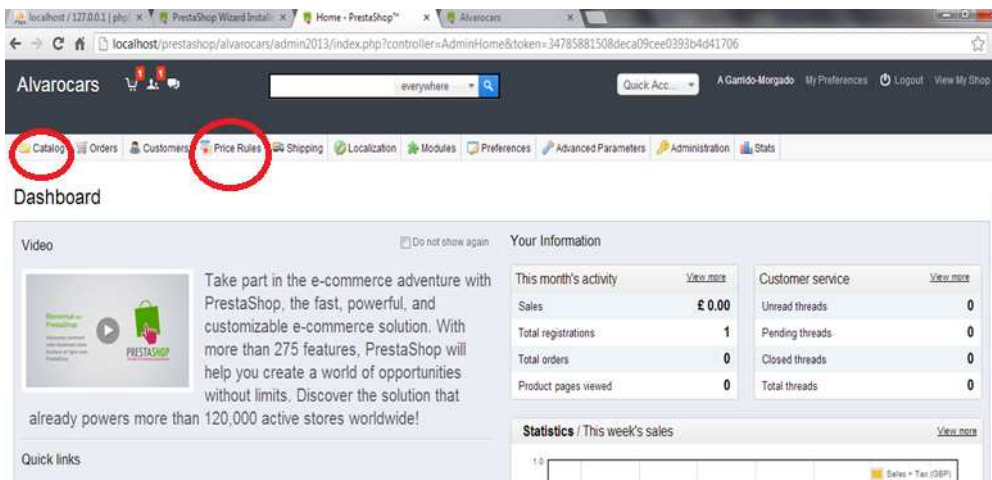 localhost / 127.0.0.1 | php
PrestaShop Wizard Install
Home - PrestaShop™
Alvarocars
localhost/prestashop/alvarocars/admin2013/index.php?controller=AdminHome&token=34785881508deca09cee0393b4d41706
Alvarocars
1
1
everywhere
Quick Acc...
A Garrido-Morgado
My Preferences
Logout
View My Shop
Catalog
Orders
Customers
Price Rules
Shipping
Localization
Modules
Preferences
Advanced Parameters
Administration
Stats
Dashboard
Video
Do not show again
PRESTASHOP
Take part in the e-commerce adventure with
PrestaShop, the fast, powerful, and
customizable e-commerce solution. With
more than 275 features, PrestaShop will
help you create a world of opportunities
without limits. Discover the solution that
already powers more than 120,000 active stores worldwide!
Quick links
Your Information
This month's activity View more
Sales £ 0.00
Total registrations 1
Total orders 0
Product pages viewed 0
Customer service View more
Unread threads 0
Pending threads 0
Closed threads 0
Total threads 0
Statistics / This week's sales View more
1.0
Sales + Tax (GBP)